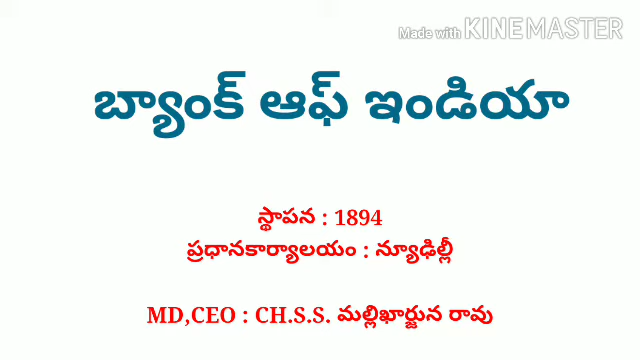 Made with KINEMASTER
బ్యాంక్ ఆఫ్ ఇండియా
స్థాపన : 1894
ప్రధానకార్యాలయం : న్యూఢిల్లీ
MD,CEO : CH.S.S. మల్లిఖార్జున రావు